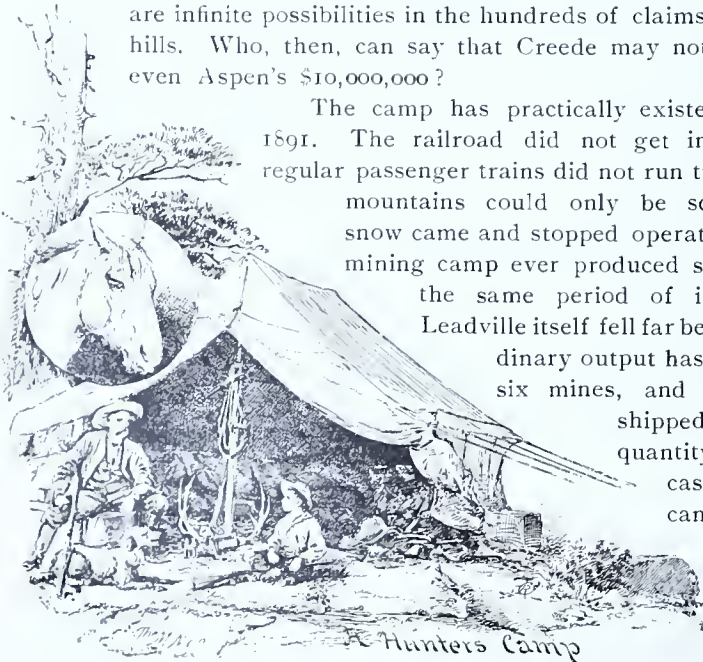 are infinite possibilities in the hundreds of claims
hills. Who, then, can say that Creede may not
even Aspen's $10,000,000?
The camp has practically existe
1891. The railroad did not get in
regular passenger trains did not run t
mountains could only be sc
snow came and stopped operat
mining camp ever produced s
the same period of i
Leadville itself fell far be
dinary output has
six mines, and
shipped
quantity
cas
can
A Hunters Camp